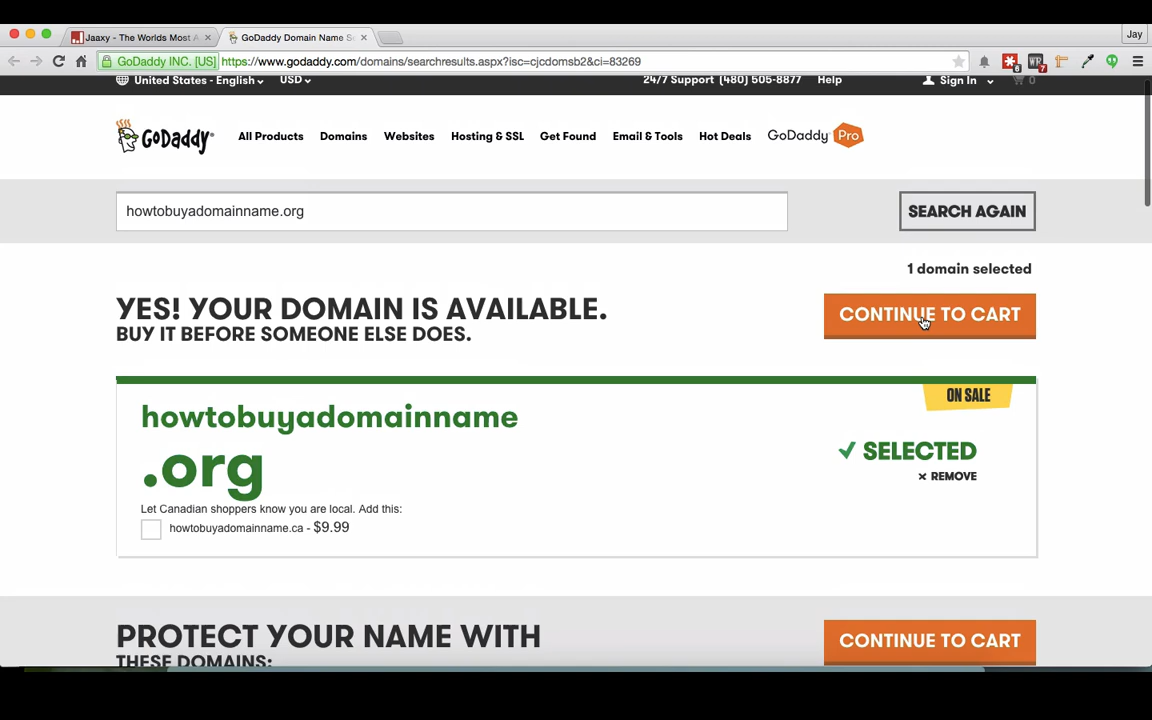 Jaaxy - The Worlds Most A
GoDaddy Domain Name Se
Jay
GoDaddy INC. [US] https://www.godaddy.com/domains/searchresults.aspx?isc=cjcdomsb2&ci=83269
6
7
United States - English USD 24/7 Support (480) 505-8877 Help Sign In 0
GoDaddy All Products Domains Websites Hosting & SSL Get Found Email & Tools Hot Deals GoDaddy Pro
howtobuyadomainname.org
SEARCH AGAIN
1 domain selected
YES! YOUR DOMAIN IS AVAILABLE.
BUY IT BEFORE SOMEONE ELSE DOES.
CONTINUE TO CART
ON SALE
howtobuyadomainname
.org
SELECTED
× REMOVE
Let Canadian shoppers know you are local. Add this:
howtobuyadomainname.ca - $9.99
PROTECT YOUR NAME WITH
THESE DOMAINS:
CONTINUE TO CART